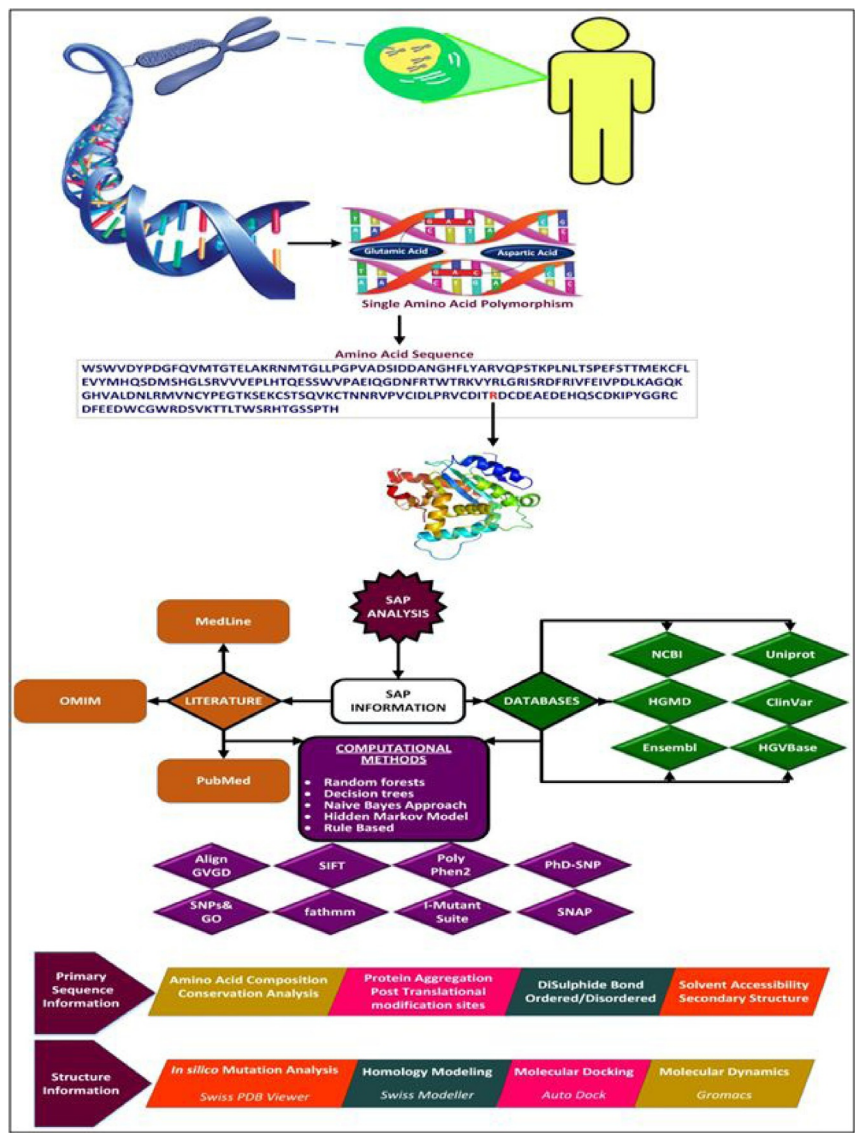 Glutamic Acid
Aspartic Acid
Single Amino Acid Polymorphism
Amino Acid Sequence
WSWVDYPDGFQVMTGTELAKRNMTGLLPGPVADSIDDANGHFLYARVQPSTKPLNLTSPEFSTTMEKCFL
EVYMHQSDMSHGLSRVVVEPLHTQESSWVPAEIQGDNFRTWTRKVYRLGRISRDFRIVFEIVPDLKAGQK
GHVALDNLRMVNCYPEGTKSEKCSTSQVKCTNNRVPVCIDLPRVCDITRDCDEAEDEHQSCDKIPYGGRC
DFEEDWCGWRDSVKTTLTWSRHTGSSPTH
SAP
ANALYSIS
MedLine
NCBI
Uniprot
OMIM
LITERATURE
SAP
INFORMATION
DATABASES
HGMD
ClinVar
Ensembl
HGVBase
PubMed
COMPUTATIONAL
METHODS
• Random forests
• Decision trees
• Naive Bayes Approach
• Hidden Markov Model
• Rule Based
Align
GVGD
SIFT
Poly
Phen2
PhD-SNP
SNPs&
GO
fathmm
I-Mutant
Suite
SNAP
Primary
Sequence
Information
Amino Acid Composition
Conservation Analysis
Protein Aggregation
Post Translational
modification sites
DiSulphide Bond
Ordered/Disordered
Solvent Accessibility
Secondary Structure
Structure
Information
In silico Mutation Analysis
Swiss PDB Viewer
Homology Modeling
Swiss Modeller
Molecular Docking
Auto Dock
Molecular Dynamics
Gromacs